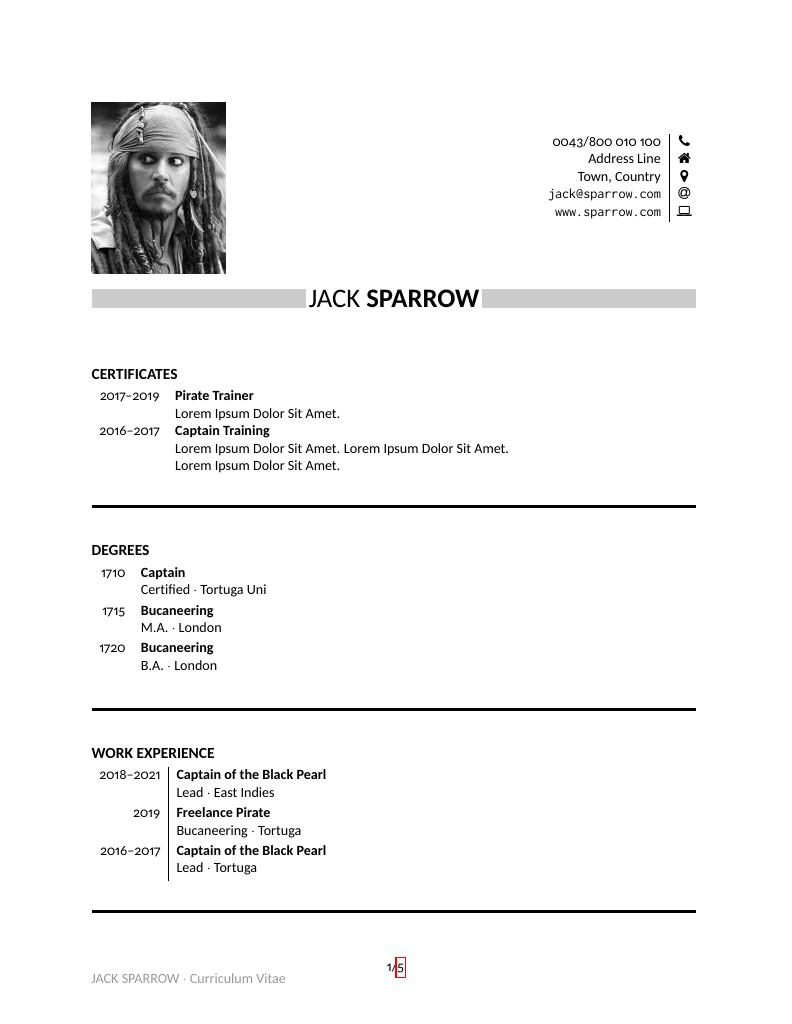 0043/800 010 100
Address Line
Town, Country
jack@sparrow.com
www.sparrow.com
JACK SPARROW
CERTIFICATES
2017–2019 Pirate Trainer
Lorem Ipsum Dolor Sit Amet.
2016–2017 Captain Training
Lorem Ipsum Dolor Sit Amet. Lorem Ipsum Dolor Sit Amet.
Lorem Ipsum Dolor Sit Amet.
DEGREES
1710 Captain
Certified · Tortuga Uni
1715 Bucaneering
M.A. · London
1720 Bucaneering
B.A. · London
WORK EXPERIENCE
2018–2021 Captain of the Black Pearl
Lead · East Indies
2019 Freelance Pirate
Bucaneering · Tortuga
2016–2017 Captain of the Black Pearl
Lead · Tortuga
1/5
JACK SPARROW · Curriculum Vitae